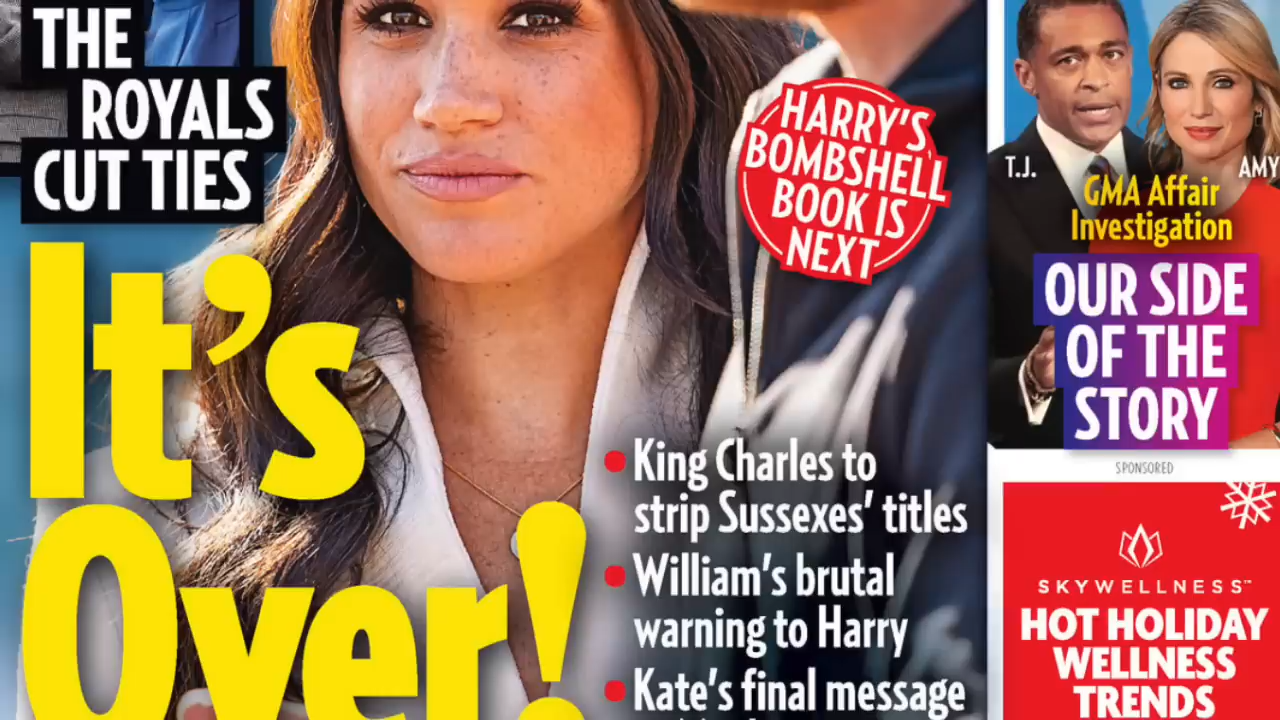 THE
ROYALS
CUT TIES
It's
Over!
HARRY'S
BOMBSHELL
BOOK IS
NEXT
• King Charles to
strip Sussexes' titles
• William's brutal
warning to Harry
• Kate's final message
T.J.
AMY
GMA Affair
Investigation
OUR SIDE
OF THE
STORY
SPONSORED
SKYWELLNESS™
HOT HOLIDAY
WELLNESS
TRENDS